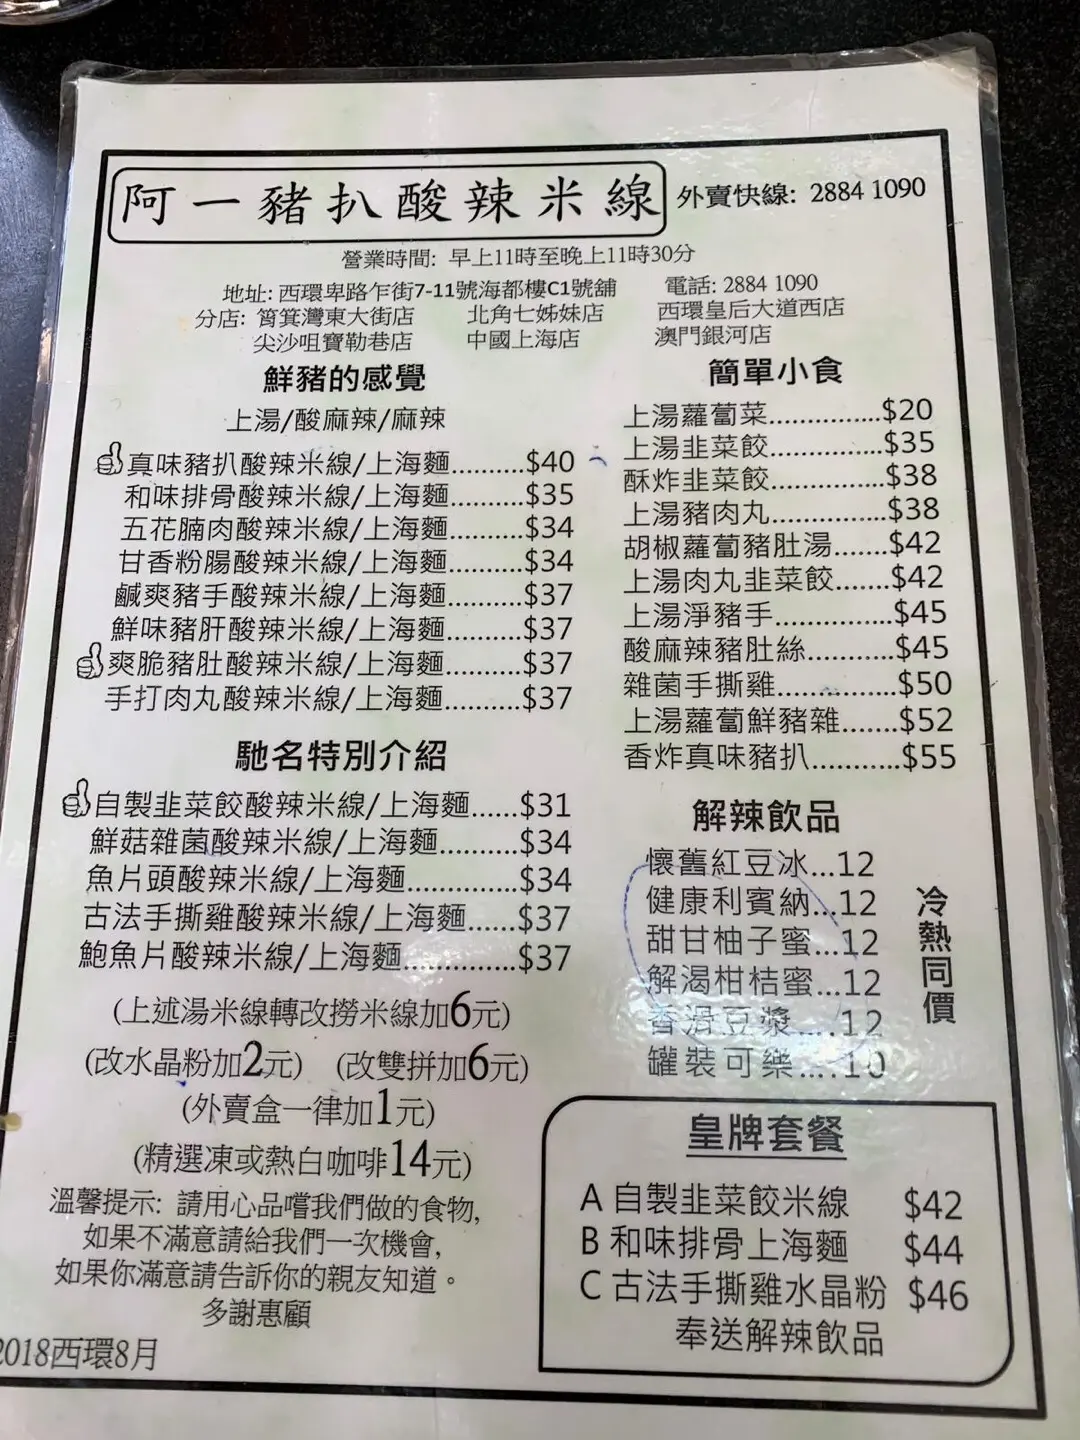 阿一豬扒酸辣米線 外賣快線: 2884 1090
營業時間: 早上11時至晚上11時30分
地址: 西環卑路乍街7-11號海都樓C1號舖 電話: 2884 1090
分店: 筲箕灣東大街店 北角七姊妹店 西環皇后大道西店
尖沙咀寶勒巷店 中國上海店 澳門銀河店
鮮豬的感覺
上湯/酸麻辣/麻辣
真味豬扒酸辣米線/上海麵.........$40
和味排骨酸辣米線/上海麵.........$35
五花腩肉酸辣米線/上海麵.........$34
甘香粉腸酸辣米線/上海麵.........$34
鹹爽豬手酸辣米線/上海麵.........$37
鮮味豬肝酸辣米線/上海麵.........$37
爽脆豬肚酸辣米線/上海麵.........$37
手打肉丸酸辣米線/上海麵.........$37
馳名特別介紹
自製韭菜餃酸辣米線/上海麵......$31
鮮菇雜菌酸辣米線/上海麵..........$34
魚片頭酸辣米線/上海麵..............$34
古法手撕雞酸辣米線/上海麵......$37
鮑魚片酸辣米線/上海麵..............$37
(上述湯米線轉改撈米線加6元)
(改水晶粉加2元) (改雙拼加6元)
(外賣盒一律加1元)
(精選凍或熱白咖啡14元)
溫馨提示: 請用心品嚐我們做的食物,
如果不滿意請給我們一次機會,
如果你滿意請告訴你的親友知道。
多謝惠顧
2018西環8月
簡單小食
上湯蘿蔔菜...............$20
上湯韭菜餃...............$35
酥炸韭菜餃...............$38
上湯豬肉丸...............$38
胡椒蘿蔔豬肚湯.......$42
上湯肉丸韭菜餃.......$42
上湯淨豬手...............$45
酸麻辣豬肚絲...........$45
雜菌手撕雞...............$50
上湯蘿蔔鮮豬雜.......$52
香炸真味豬扒...........$55
解辣飲品
懷舊紅豆冰...12
健康利賓納...12
甜甘柚子蜜...12
解渴柑桔蜜...12
香滑豆漿.....12
罐裝可樂....10
冷熱同價
皇牌套餐
A 自製韭菜餃米線 $42
B 和味排骨上海麵 $44
C 古法手撕雞水晶粉 $46
奉送解辣飲品